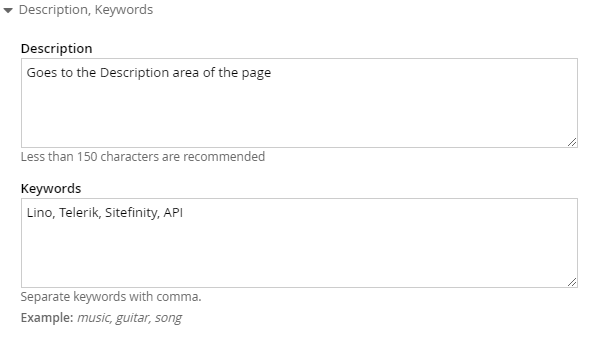 Description, Keywords
Description
Goes to the Description area of the page
Less than 150 characters are recommended
Keywords
Lino, Telerik, Sitefinity, API
Separate keywords with comma.
Example: music, guitar, song